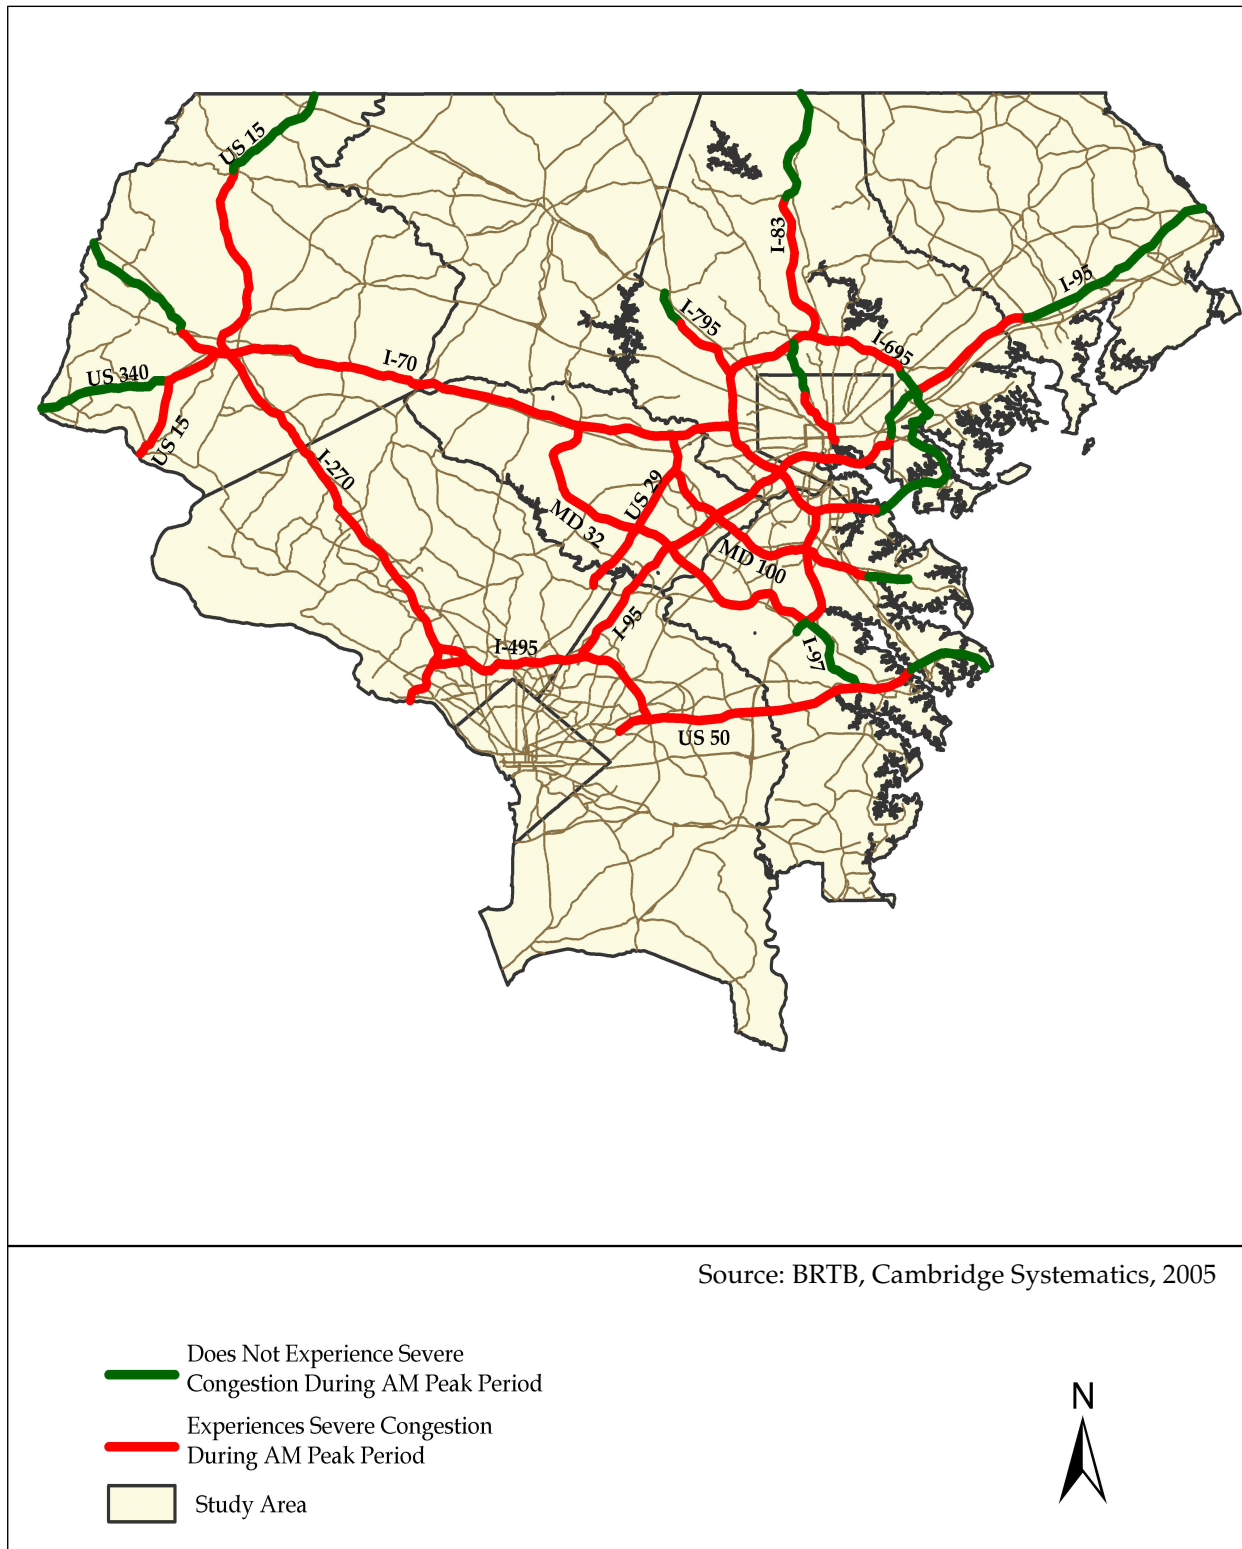 US 15
I-83
I-95
I-795
I-695
I-70
US 340
US 15
I-270
US 29
MD 32
MD 100
I-95
I-495
I-97
US 50
Source: BRTB, Cambridge Systematics, 2005
Does Not Experience Severe
Congestion During AM Peak Period
Experiences Severe Congestion
During AM Peak Period
Study Area
N